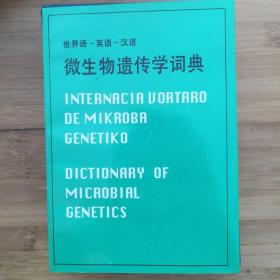 世界语－英语－汉语
微生物遗传学词典
INTERNACIA VORTARO
DE MIKROBA
GENETIKO
DICTIONARY OF
MICROBIAL
GENETICS